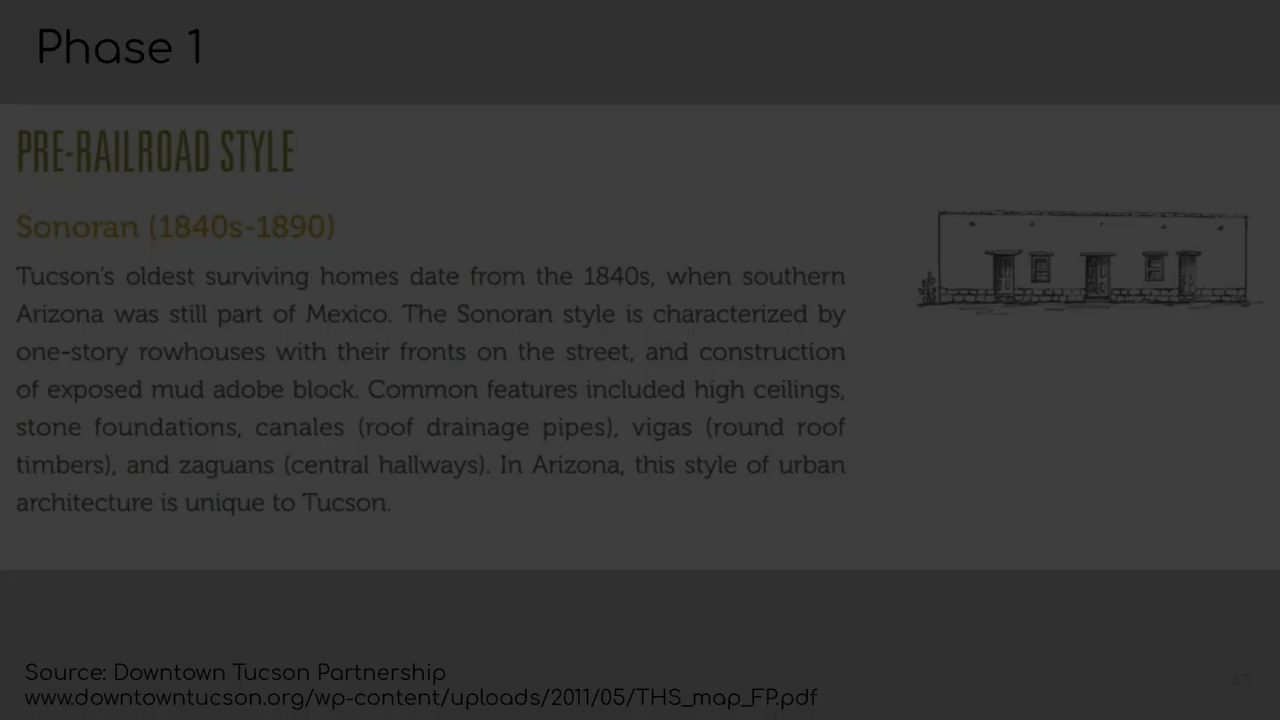 Phase 1
PRE-RAILROAD STYLE
Sonoran (1840s-1890)
Tucson's oldest surviving homes date from the 1840s, when southern
Arizona was still part of Mexico. The Sonoran style is characterized by
one-story rowhouses with their fronts on the street, and construction
of exposed mud adobe block. Common features included high ceilings,
stone foundations, canales (roof drainage pipes), vigas (round roof
timbers), and zaguans (central hallways). In Arizona, this style of urban
architecture is unique to Tucson.
Source: Downtown Tucson Partnership
www.downtowntucson.org/wp-content/uploads/2011/05/THS_map_FP.pdf
43